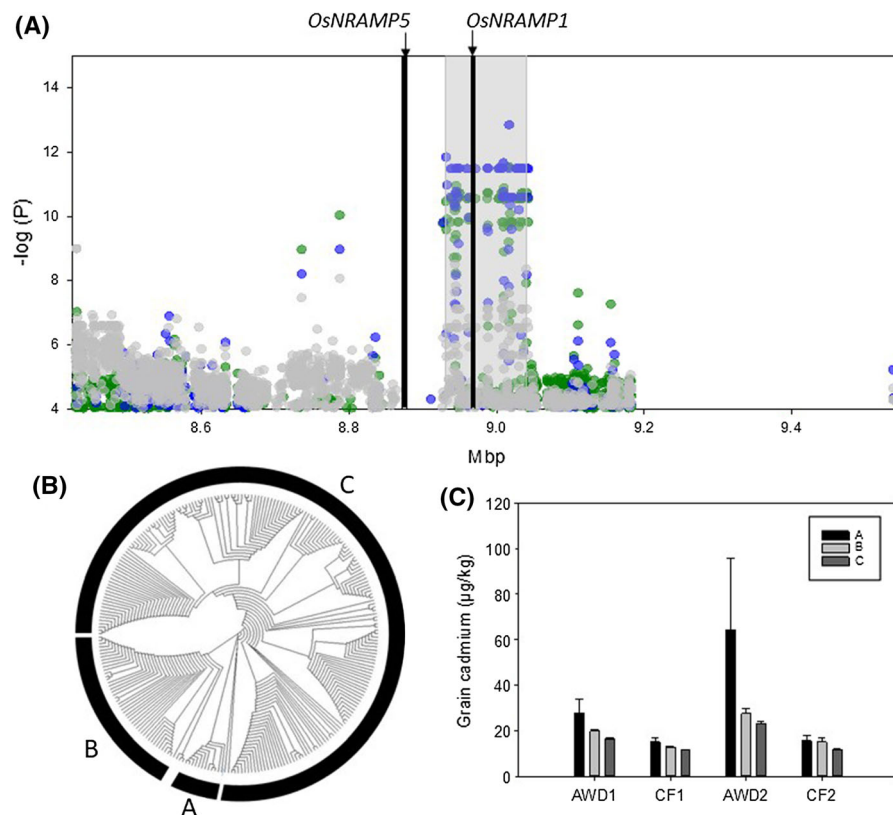 (A)
OsNRAMP5 OsNRAMP1
14
12
10
8
6
4
-log (P)
8.6 8.8 9.0 9.2 9.4
Mbp
(B)
C
B
A
(C)
120
100
80
60
40
20
0
Grain cadmium (µg/kg)
A
B
C
AWD1 CF1 AWD2 CF2